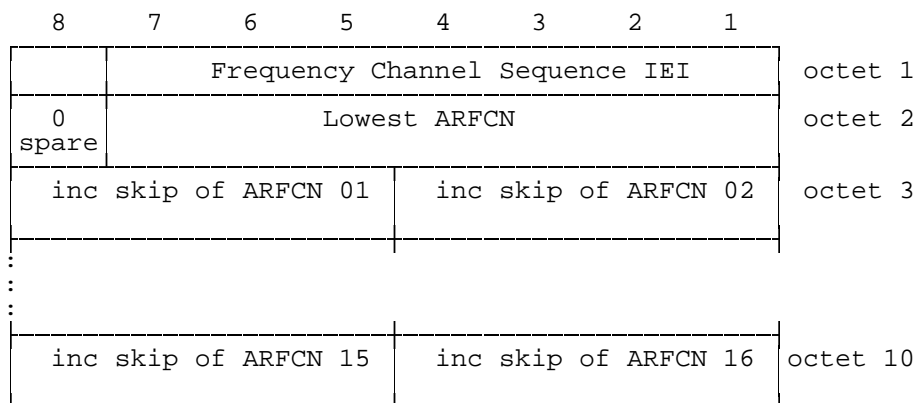 8 7 6 5 4 3 2 1
Frequency Channel Sequence IEI octet 1
0 Lowest ARFCN octet 2
spare
inc skip of ARFCN 01 inc skip of ARFCN 02 octet 3
:
:
:
inc skip of ARFCN 15 inc skip of ARFCN 16 octet 10